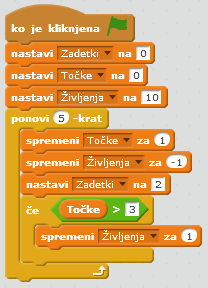 ko je kliknjena
nastavi Zadetki na 0
nastavi Točke na 0
nastavi Življenja na 10
ponovi 5 -krat
spremeni Točke za 1
spremeni Življenja za -1
nastavi Zadetki na 2
če Točke > 3
spremeni Življenja za 1